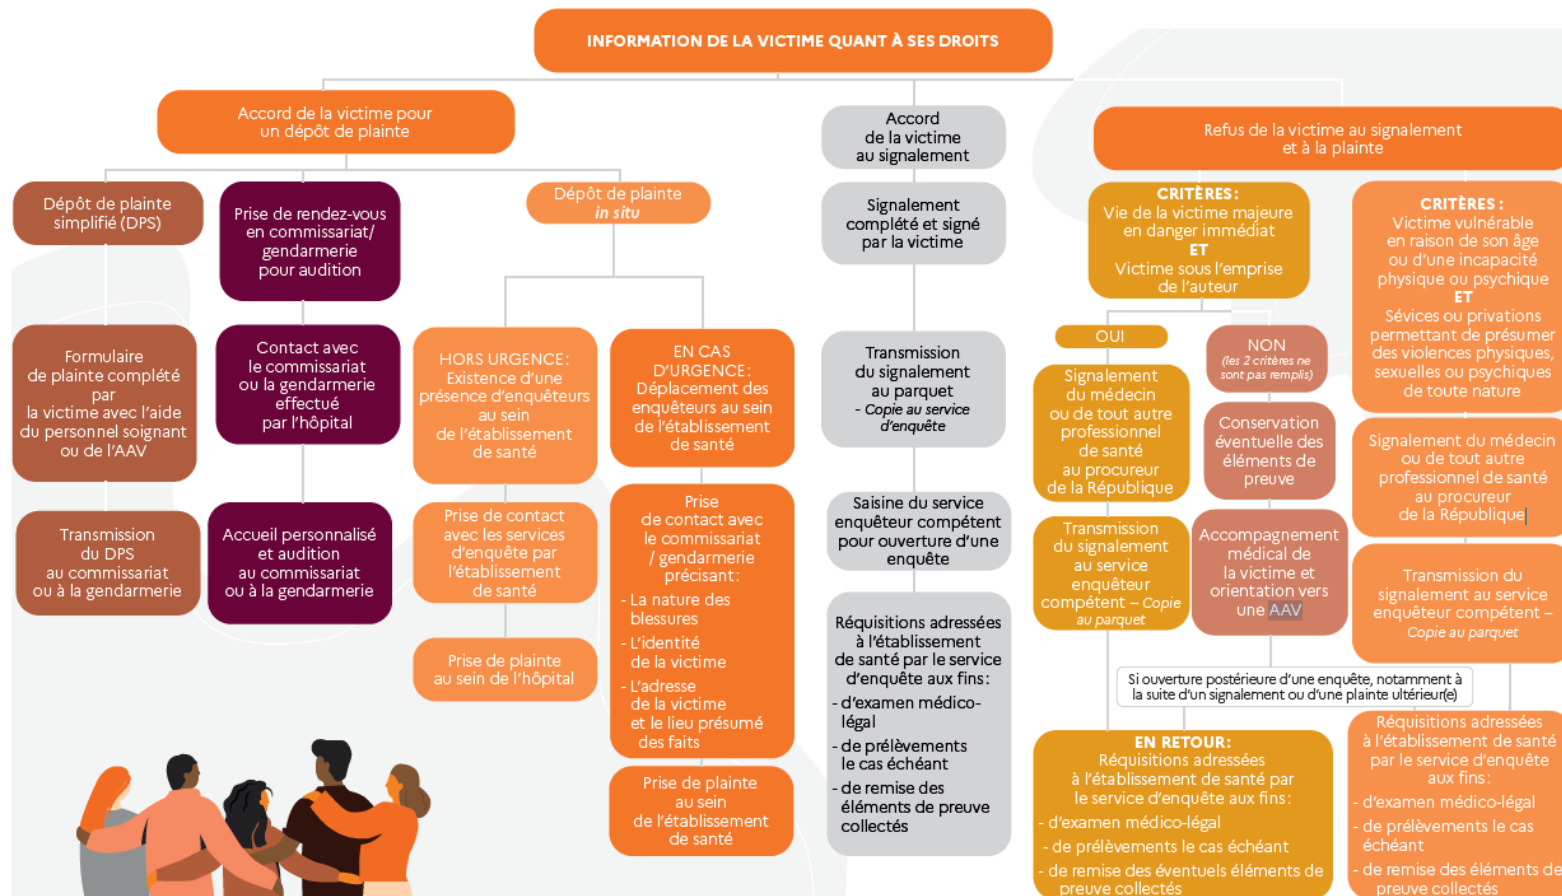 INFORMATION DE LA VICTIME QUANT À SES DROITS
Accord de la victime pour
un dépôt de plainte
Dépôt de plainte
simplifié (DPS)
Formulaire
de plainte complété
par
la victime avec l'aide
du personnel soignant
ou de l'AAV
Transmission
du DPS
au commissariat
ou à la gendarmerie
Prise de rendez-vous
en commissariat/
gendarmerie
pour audition
Contact avec
le commissariat
ou la gendarmerie
effectué
par l'hôpital
Accueil personnalisé
et audition
au commissariat
ou à la gendarmerie
Dépôt de plainte
in situ
HORS URGENCE :
Existence d'une
présence d'enquêteurs
au sein
de l'établissement
de santé
Prise de contact
avec les services
d'enquête par
l'établissement
de santé
Prise de plainte
au sein de l'hôpital
EN CAS
D'URGENCE :
Déplacement des
enquêteurs au sein
de l'établissement
de santé
Prise
de contact avec
le commissariat
/ gendarmerie
précisant :
- La nature des
blessures
- L'identité
de la victime
- L'adresse
de la victime
et le lieu présumé
des faits
Prise de plainte
au sein
de l'établissement
de santé
Accord
de la victime
au signalement
Signalement
complété et signé
par la victime
Transmission
du signalement
au parquet
- Copie au service
d'enquête
Saisine du service
enquêteur compétent
pour ouverture d'une
enquête
Réquisitions adressées
à l'établissement
de santé par le service
d'enquête aux fins :
- d'examen médico-
légal
- de prélèvements
le cas échéant
- de remise des
éléments de preuve
collectés
Refus de la victime au signalement
et à la plainte
CRITÈRES :
Vie de la victime majeure
en danger immédiat
ET
Victime sous l'emprise
de l'auteur
OUI
Signalement
du médecin
ou de tout autre
professionnel
de santé
au procureur
de la République
Transmission
du signalement
au service
enquêteur
compétent – Copie
au parquet
NON
(les 2 critères ne
sont pas remplis)
Conservation
éventuelle des
éléments de
preuve
Accompagnement
médical de
la victime et
orientation vers
une AAV
Si ouverture postérieure d'une enquête, notamment à
la suite d'un signalement ou d'une plainte ultérieur(e)
EN RETOUR :
Réquisitions adressées
à l'établissement de santé par
le service d'enquête aux fins :
- d'examen médico-légal
- de prélèvements le cas échéant
- de remise des éventuels éléments de
preuve collectés
CRITÈRES :
Victime vulnérable
en raison de son âge
ou d'une incapacité
physique ou psychique
ET
Sévices ou privations
permettant de présumer
des violences physiques,
sexuelles ou psychiques
de toute nature
Signalement du médecin
ou de tout autre
professionnel de santé
au procureur
de la République
Transmission du
signalement au service
enquêteur compétent –
Copie au parquet
Réquisitions adressées
à l'établissement de santé
par le service d'enquête
aux fins :
- d'examen médico-légal
- de prélèvements le cas
échéant
- de remise des éléments de
preuve collectés